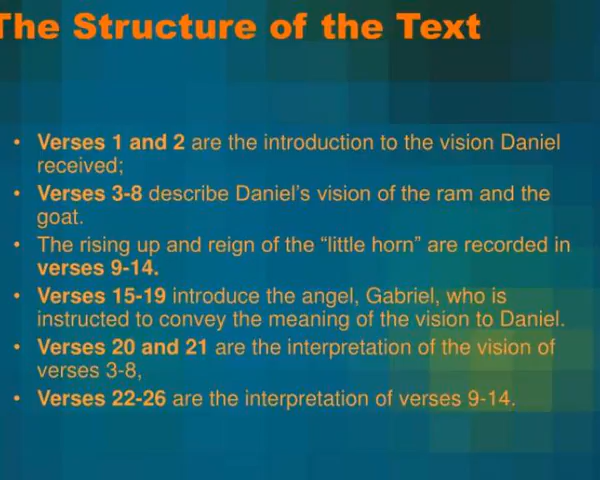 The Structure of the Text
• Verses 1 and 2 are the introduction to the vision Daniel
received;
• Verses 3-8 describe Daniel’s vision of the ram and the
goat.
• The rising up and reign of the “little horn” are recorded in
verses 9-14.
• Verses 15-19 introduce the angel, Gabriel, who is
instructed to convey the meaning of the vision to Daniel.
• Verses 20 and 21 are the interpretation of the vision of
verses 3-8,
• Verses 22-26 are the interpretation of verses 9-14.